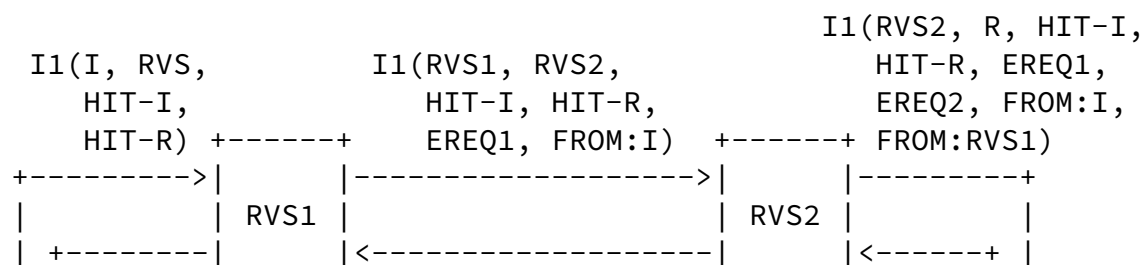 I1(RVS2, R, HIT-I,
 I1(I, RVS,           I1(RVS1, RVS2,              HIT-R, EREQ1,
    HIT-I,               HIT-I, HIT-R,            EREQ2, FROM:I,
    HIT-R) +------+      EREQ1, FROM:I)  +------+ FROM:RVS1)
+--------->|      |--------------------->|      |---------+
|          | RVS1 |                      | RVS2 |         |
| +--------|      |<---------------------|      |<------+ |